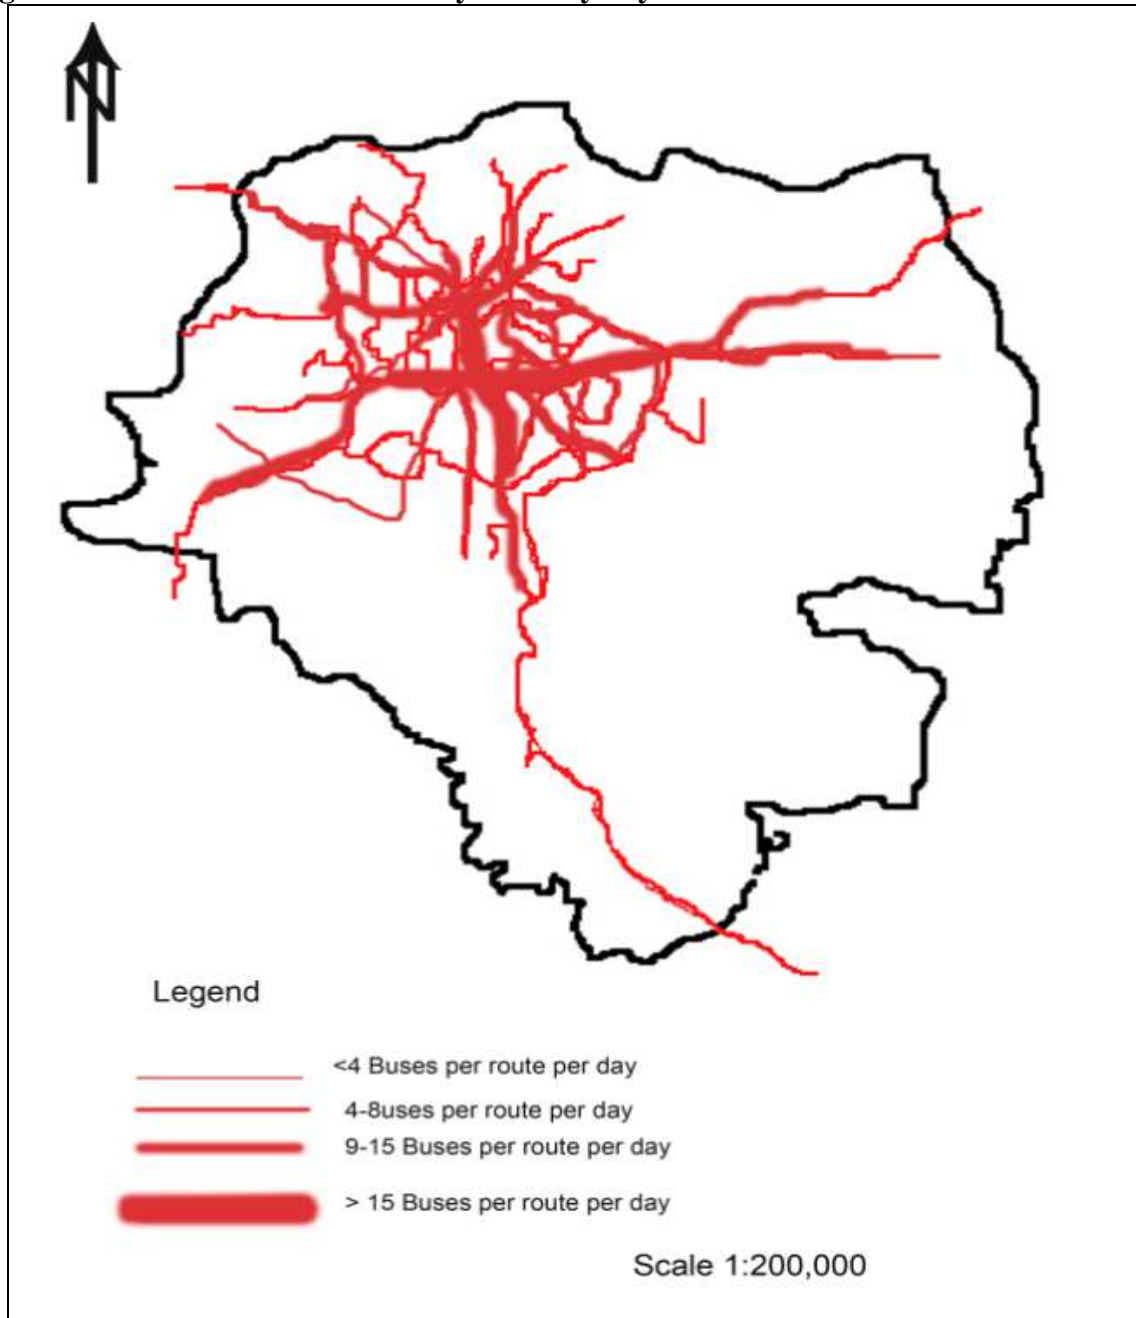 N
Legend
<4 Buses per route per day
4-8uses per route per day
9-15 Buses per route per day
> 15 Buses per route per day
Scale 1:200,000